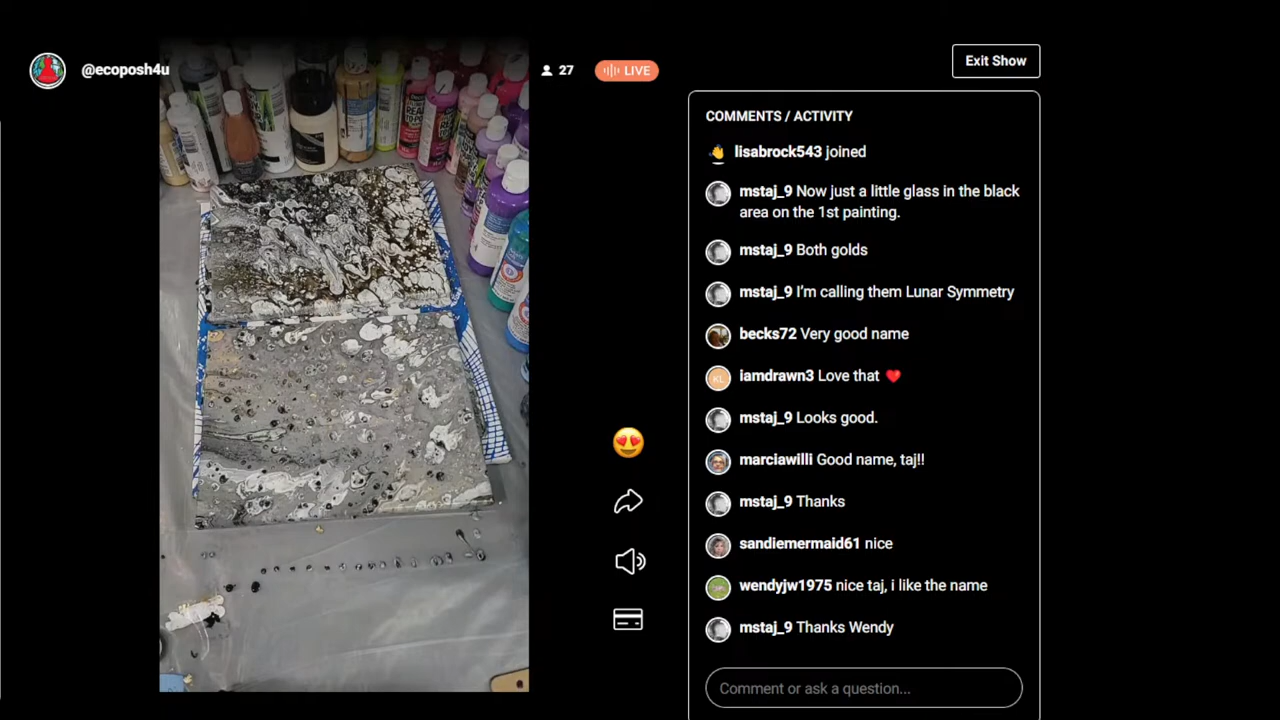 @ecoposh4u
27
LIVE
Exit Show
COMMENTS / ACTIVITY
lisabrock543 joined
mstaj_9 Now just a little glass in the black
area on the 1st painting.
mstaj_9 Both golds
mstaj_9 I'm calling them Lunar Symmetry
becks72 Very good name
KL
iamdrawn3 Love that ❤️
mstaj_9 Looks good.
marciawilli Good name, taj!!
mstaj_9 Thanks
sandiemermaid61 nice
wendyjw1975 nice taj, i like the name
mstaj_9 Thanks Wendy
Comment or ask a question...